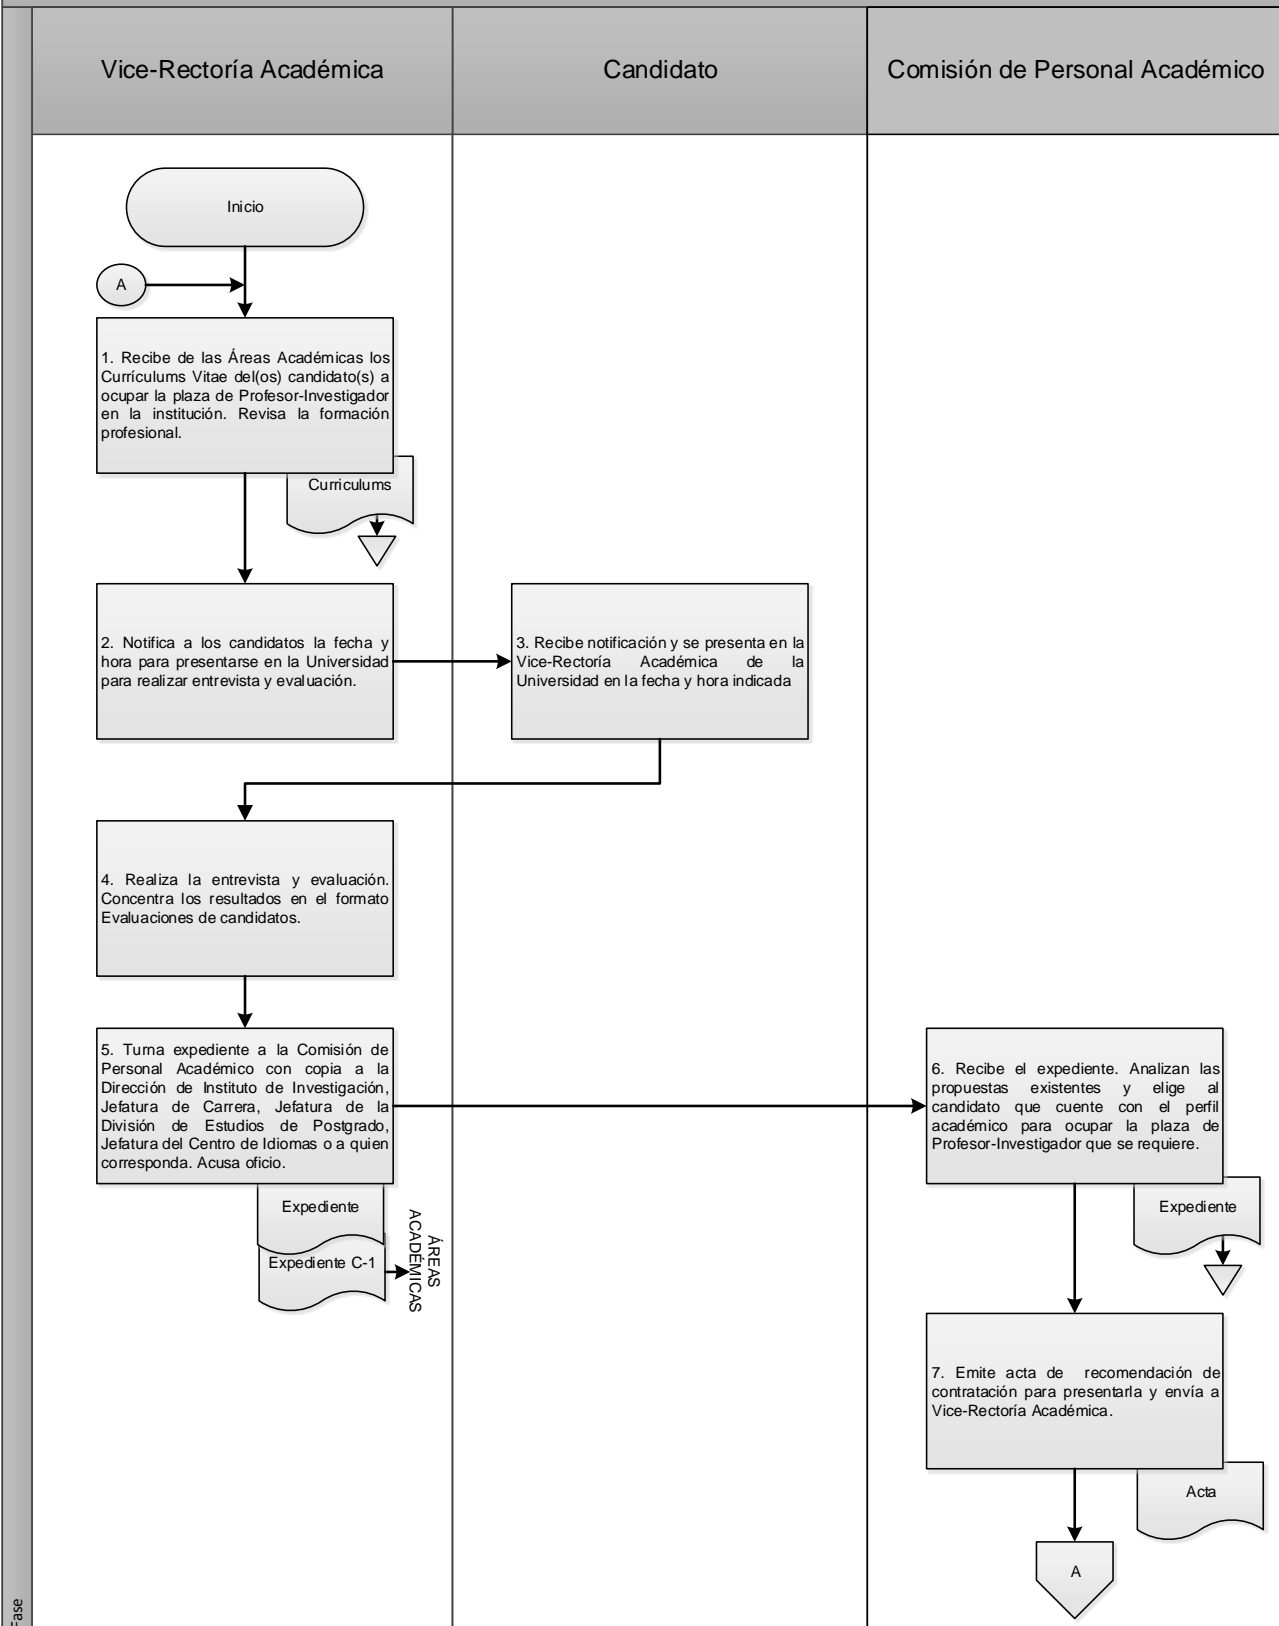 Vice-Rectoría Académica
Candidato
Comisión de Personal Académico
Inicio
A
1. Recibe de las Áreas Académicas los
Currículums Vitae del(os) candidato(s) a
ocupar la plaza de Profesor-Investigador
en la institución. Revisa la formación
profesional.
Curriculums
2. Notifica a los candidatos la fecha y
hora para presentarse en la Universidad
para realizar entrevista y evaluación.
3. Recibe notificación y se presenta en la
Vice-Rectoría Académica de la
Universidad en la fecha y hora indicada
4. Realiza la entrevista y evaluación.
Concentra los resultados en el formato
Evaluaciones de candidatos.
5. Turna expediente a la Comisión de
Personal Académico con copia a la
Dirección de Instituto de Investigación,
Jefatura de Carrera, Jefatura de la
División de Estudios de Postgrado,
Jefatura del Centro de Idiomas o a quien
corresponda. Acusa oficio.
Expediente
Expediente C-1
ÁREAS
ACADÉMICAS
6. Recibe el expediente. Analizan las
propuestas existentes y elige al
candidato que cuente con el perfil
académico para ocupar la plaza de
Profesor-Investigador que se requiere.
Expediente
7. Emite acta de recomendación de
contratación para presentarla y envía a
Vice-Rectoría Académica.
Acta
A
Fase